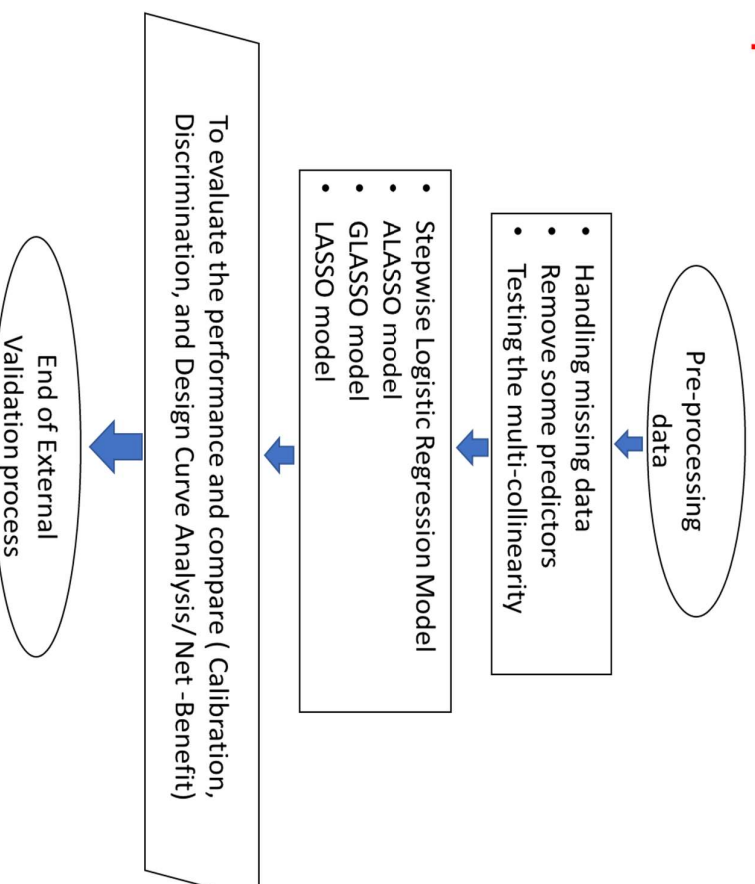 Pre-processing
data
• Handling missing data
• Remove some predictors
• Testing the multi-collinearity
• Stepwise Logistic Regression Model
• ALASSO model
• GLASSO model
• LASSO model
To evaluate the performance and compare ( Calibration,
Discrimination, and Design Curve Analysis/ Net -Benefit)
End of External
Validation process